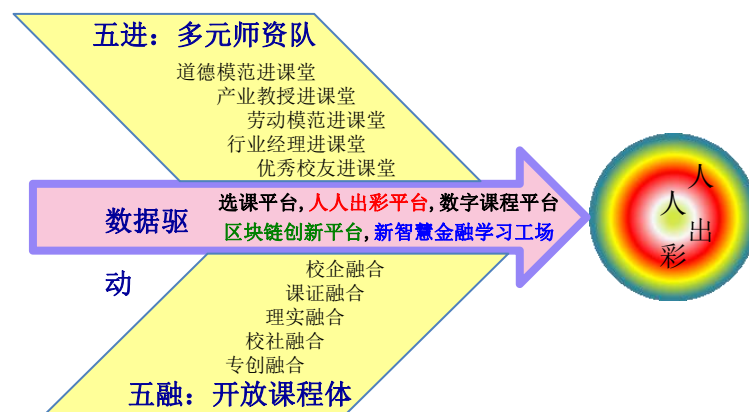 五进：多元师资队
道德模范进课堂
产业教授进课堂
劳动模范进课堂
行业经理进课堂
优秀校友进课堂
数据驱
动
选课平台,人人出彩平台,数字课程平台
区块链创新平台,新智慧金融学习工场
校企融合
课证融合
理实融合
校社融合
专创融合
五融：开放课程体
人
人
出
彩